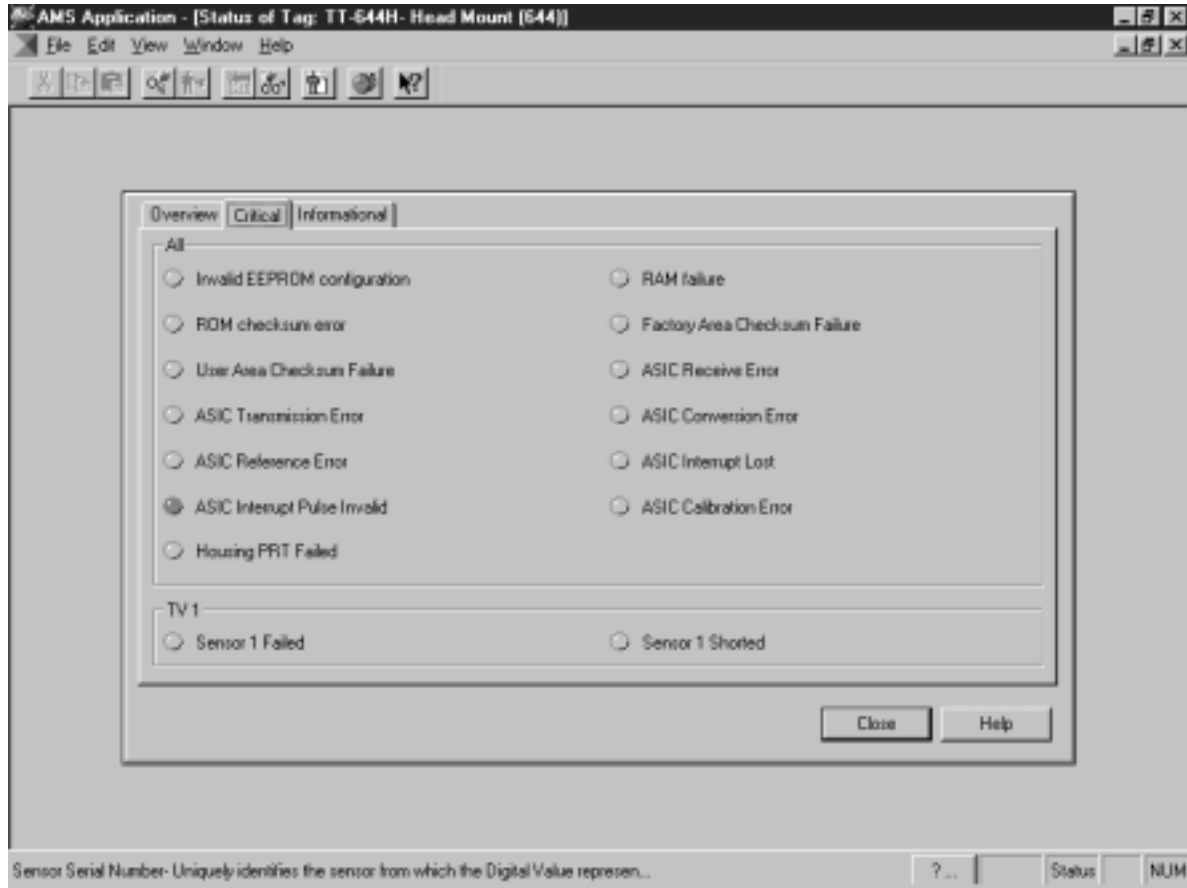 AMS Application - [Status of Tag: TT-644H- Head Mount (644)]
File Edit View Window Help
Overview Critical Informational
All
Invalid EEPROM configuration RAM failure
ROM checksum error Factory Area Checksum Failure
User Area Checksum Failure ASIC Receive Error
ASIC Transmission Error ASIC Conversion Error
ASIC Reference Error ASIC Interrupt Lost
ASIC Interrupt Pulse Invalid ASIC Calibration Error
Housing PRT Failed
TV 1
Sensor 1 Failed Sensor 1 Shorted
Close Help
Sensor Serial Number- Uniquely identifies the sensor from which the Digital Value represen... ? ... Status NUM